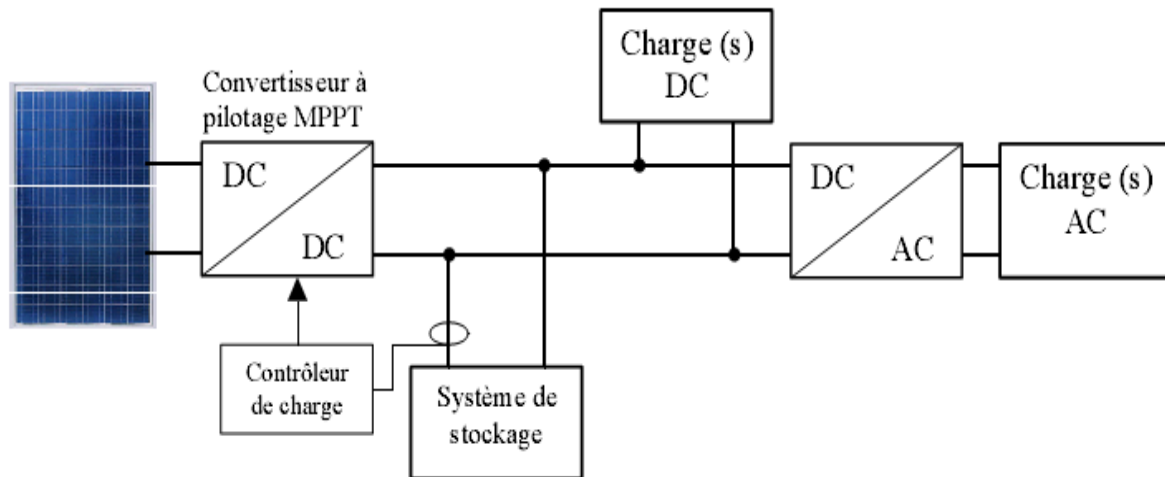 Convertisseur à
pilotage MPPT
DC
DC
Contrôleur
de charge
Système de
stockage
Charge (s)
DC
DC
AC
Charge (s)
AC